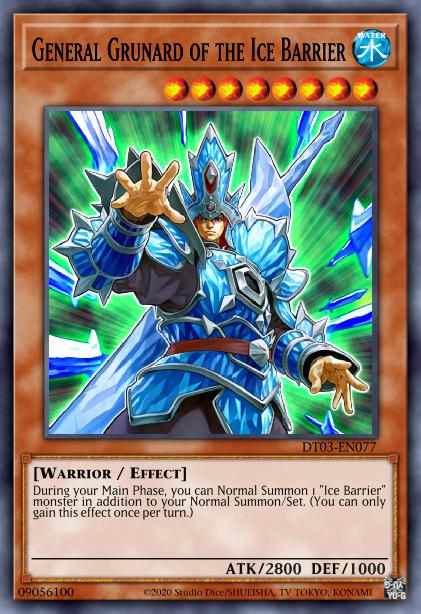 General Grunard of the Ice Barrier
WATER
水
DT03-EN077
[Warrior / Effect]
During your Main Phase, you can Normal Summon 1 "Ice Barrier"
monster in addition to your Normal Summon/Set. (You can only
gain this effect once per turn.)
ATK/2800 DEF/1000
09056100
©2020 Studio Dice/SHUEISHA, TV TOKYO, KONAMI